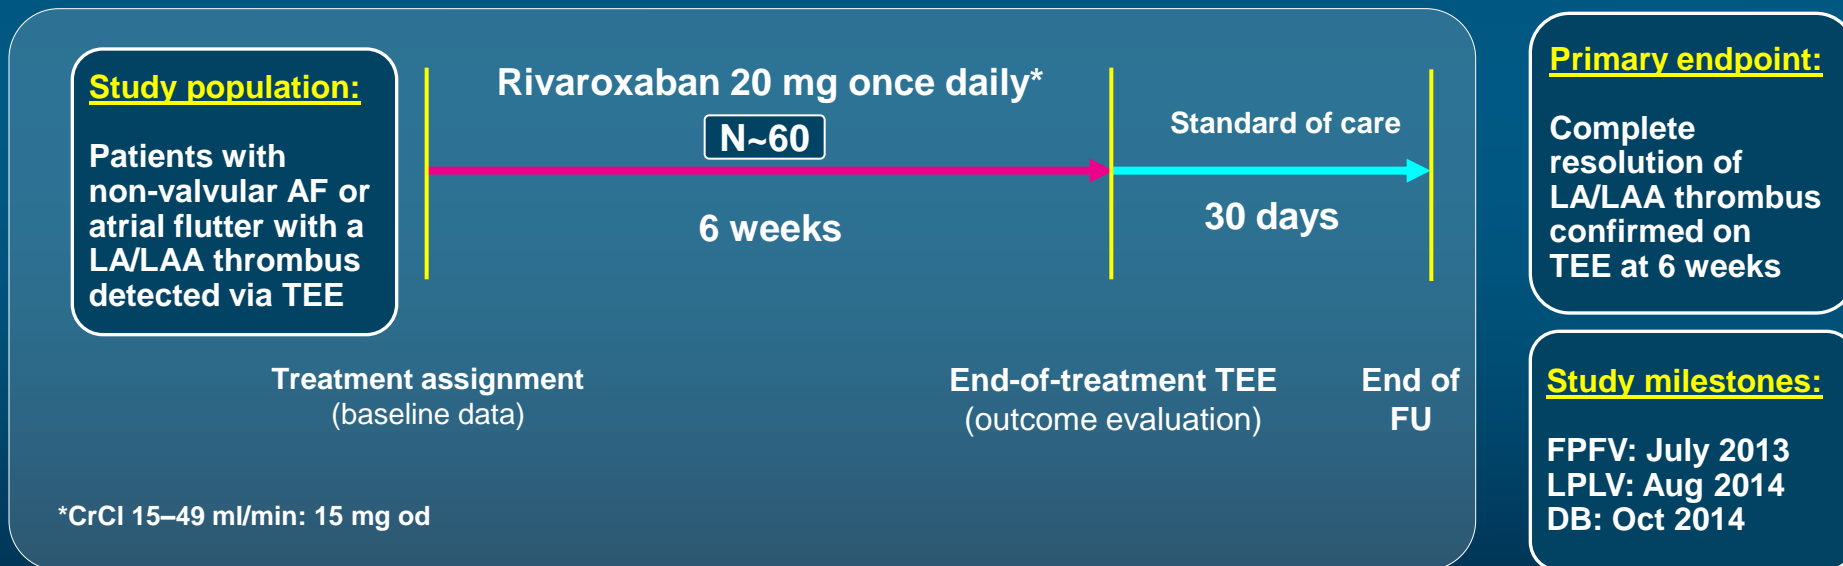 Study population:
Patients with
non-valvular AF or
atrial flutter with a
LA/LAA thrombus
detected via TEE
Rivaroxaban 20 mg once daily*
N~60
6 weeks
Standard of care
30 days
Treatment assignment
(baseline data)
End-of-treatment TEE
(outcome evaluation)
End of
FU
*CrCl 15–49 ml/min: 15 mg od
Primary endpoint:
Complete
resolution of
LA/LAA thrombus
confirmed on
TEE at 6 weeks
Study milestones:
FPFV: July 2013
LPLV: Aug 2014
DB: Oct 2014